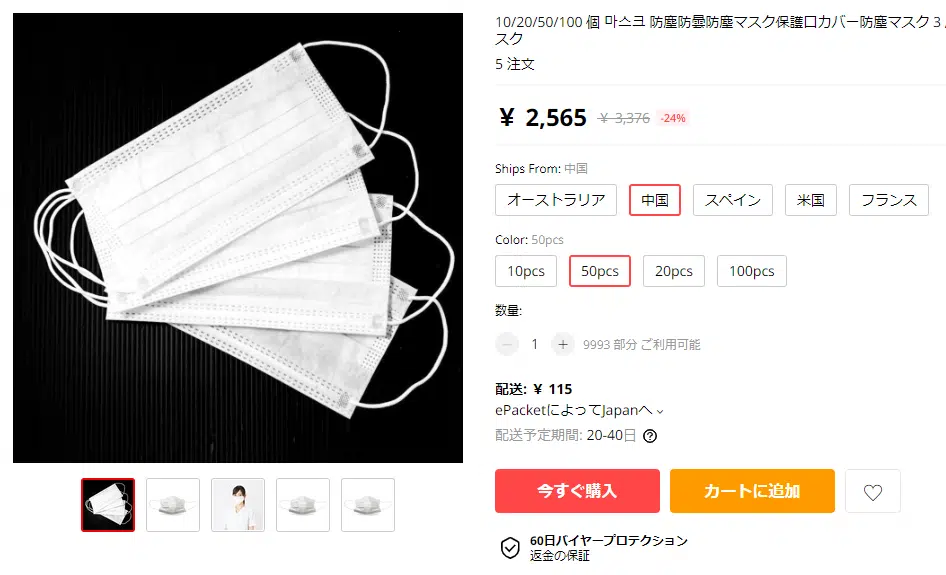 10/20/50/100 個 마스크 防塵防曇防塵マスク保護口カバー防塵マスク 3
スク
5 注文
¥ 2,565 ¥ 3,376 -24%
Ships From: 中国
オーストラリア 中国 スペイン 米国 フランス
Color: 50pcs
10pcs 50pcs 20pcs 100pcs
数量:
− 1 + 9993 部分 ご利用可能
配送: ¥ 115
ePacketによってJapanへ
配送予定期間: 20-40日 ?
今すぐ購入 カートに追加
60日バイヤープロテクション
返金の保証